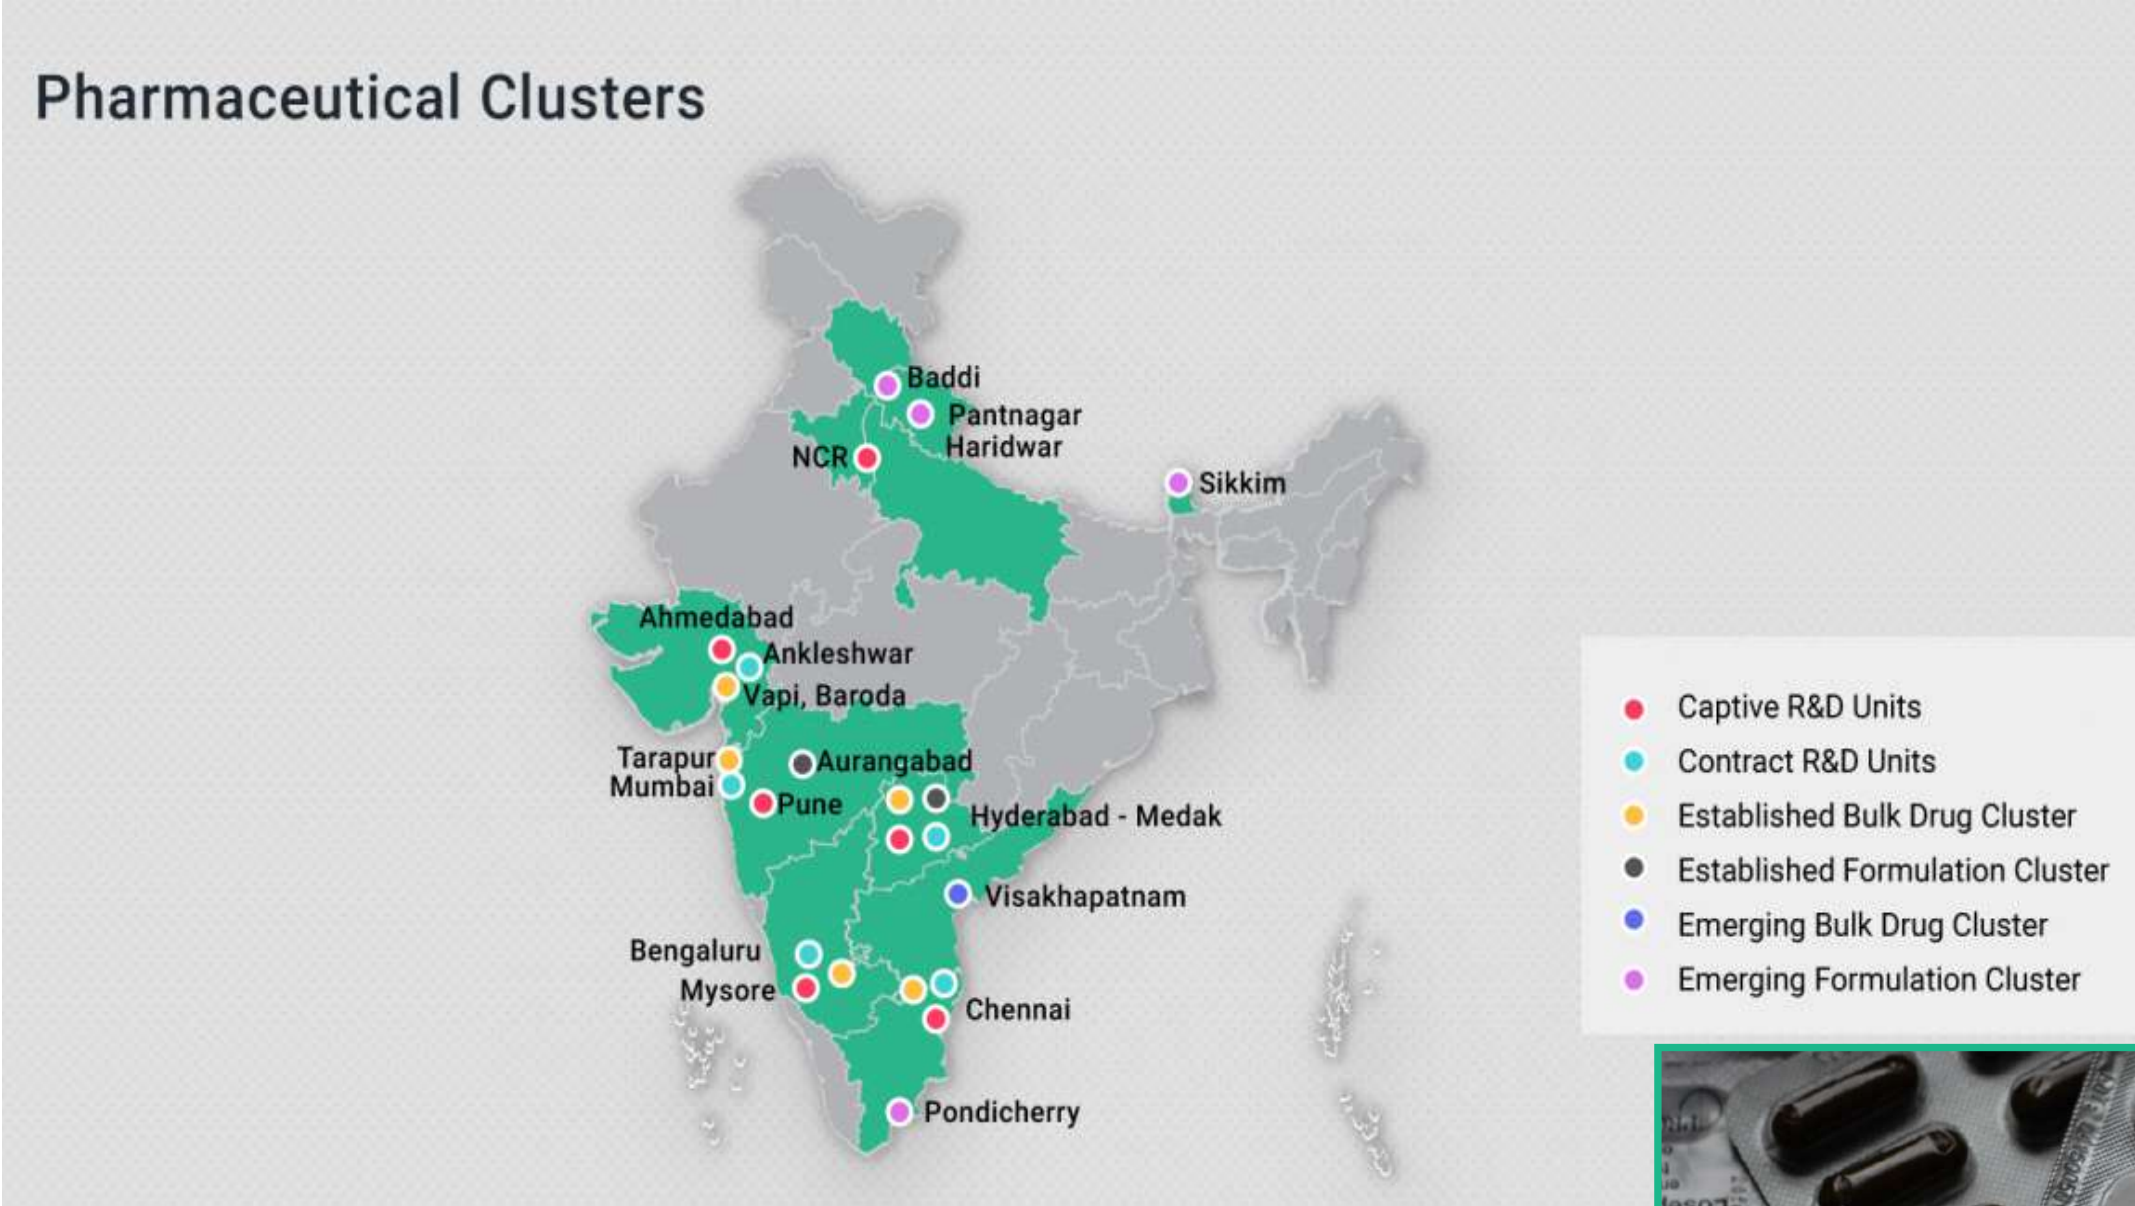 Pharmaceutical Clusters
Baddi
Pantnagar
Haridwar
NCR
Sikkim
Ahmedabad
Ankleshwar
Vapi, Baroda
Tarapur
Aurangabad
Mumbai
Pune
Hyderabad - Medak
Visakhapatnam
Bengaluru
Mysore
Chennai
Pondicherry
Captive R&D Units
Contract R&D Units
Established Bulk Drug Cluster
Established Formulation Cluster
Emerging Bulk Drug Cluster
Emerging Formulation Cluster